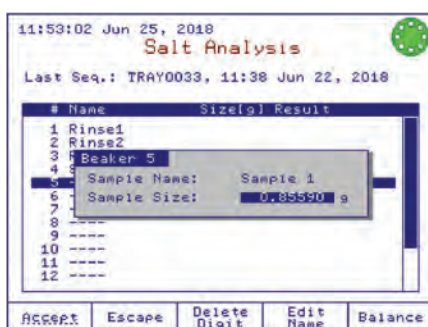 11:53:02 Jun 25, 2018
Salt Analysis
Last Seq.: TRAY0033, 11:38 Jun 22, 2018
# Name Size[g] Result
1 Rinse1
2 Rinse2
3
Beaker 5
4
Sample Name: Sample 1
5
6
Sample Size: 0.85590 g
7
8 ----
9 ----
10 ----
11 ----
12 ----
Accept Escape Delete Digit Edit Name Balance